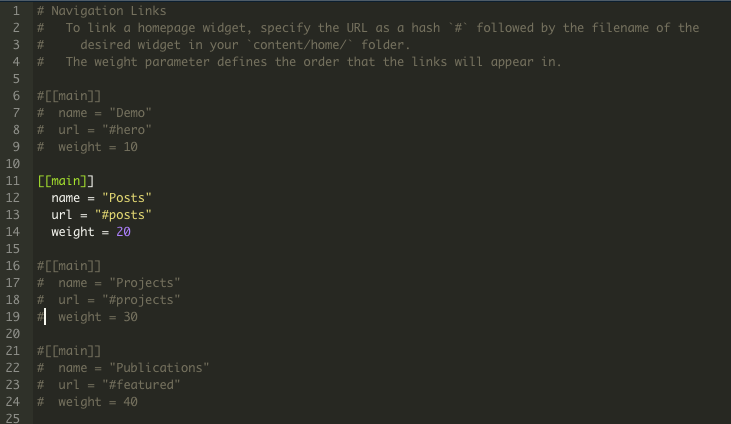 1 # Navigation Links
2 #   To link a homepage widget, specify the URL as a hash `#` followed by the filename of the
3 #     desired widget in your `content/home/` folder.
4 #   The weight parameter defines the order that the links will appear in.
5
6 #[[main]]
7 #  name = "Demo"
8 #  url = "#hero"
9 #  weight = 10
10
11 [[main]]
12   name = "Posts"
13   url = "#posts"
14   weight = 20
15
16 #[[main]]
17 #  name = "Projects"
18 #  url = "#projects"
19 #  weight = 30
20
21 #[[main]]
22 #  name = "Publications"
23 #  url = "#featured"
24 #  weight = 40
25